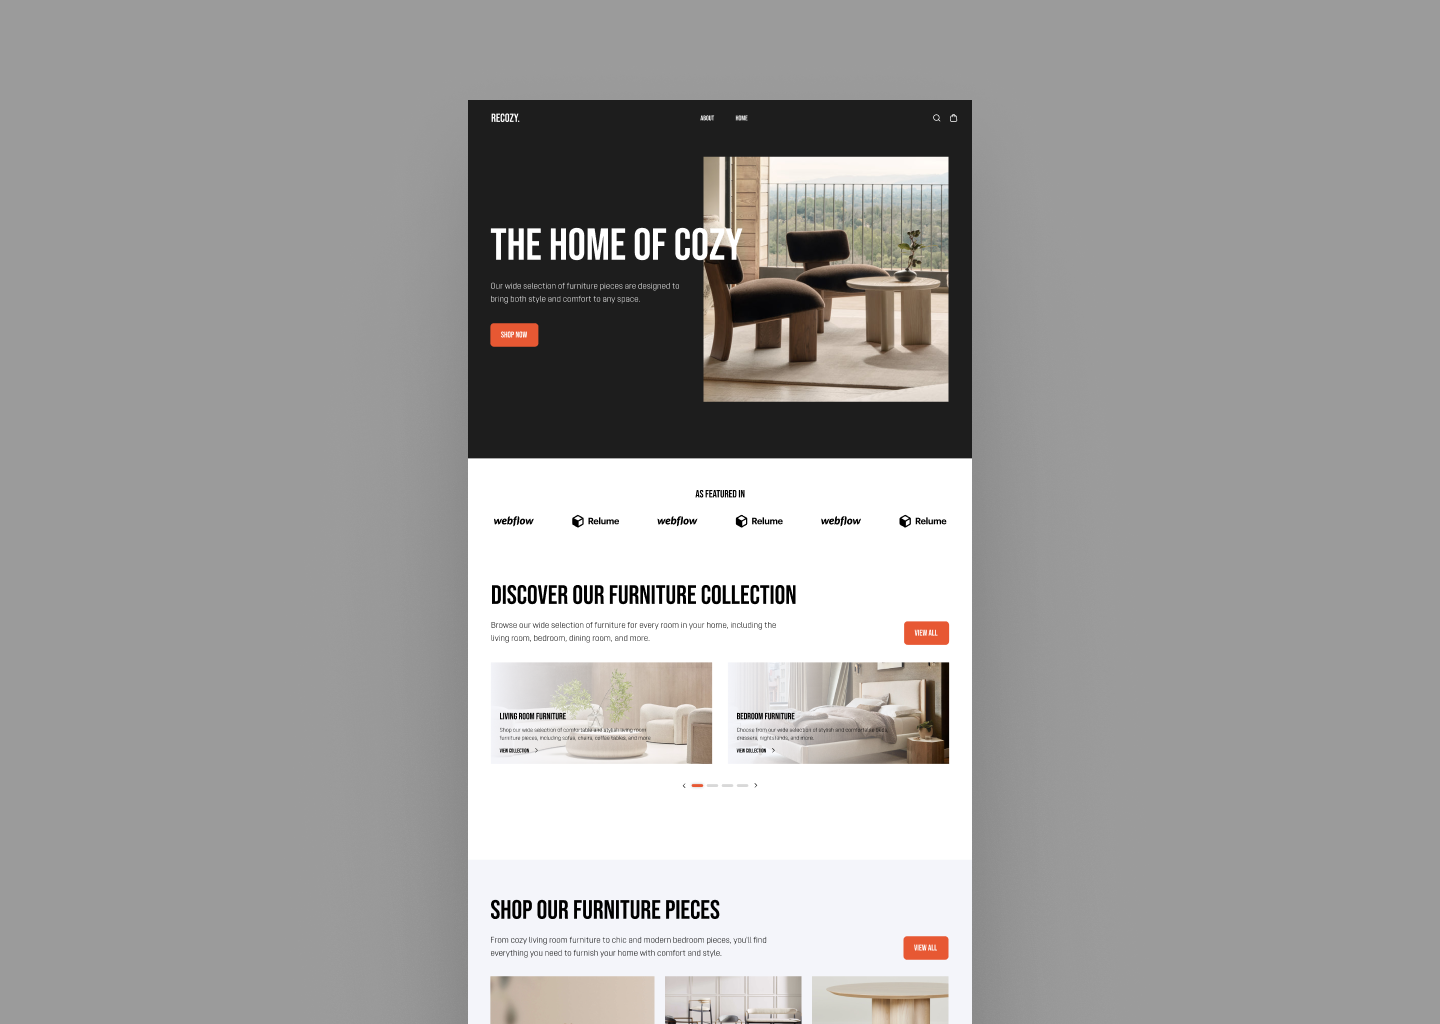 RECOZY.
ABOUT
HOME
THE HOME OF COZY
Our wide selection of furniture pieces are designed to
bring both style and comfort to any space.
SHOP NOW
AS FEATURED IN
webflow
Relume
webflow
Relume
webflow
Relume
DISCOVER OUR FURNITURE COLLECTION
Browse our wide selection of furniture for every room in your home, including the
living room, bedroom, dining room, and more.
VIEW ALL
LIVING ROOM FURNITURE
Shop our wide selection of comfortable and stylish living room
furniture pieces, including sofas, chairs, coffee tables, and more
VIEW COLLECTION
BEDROOM FURNITURE
Choose from our wide selection of stylish and comfortable beds,
dressers, nightstands, and more.
VIEW COLLECTION
SHOP OUR FURNITURE PIECES
From cozy living room furniture to chic and modern bedroom pieces, you'll find
everything you need to furnish your home with comfort and style.
VIEW ALL